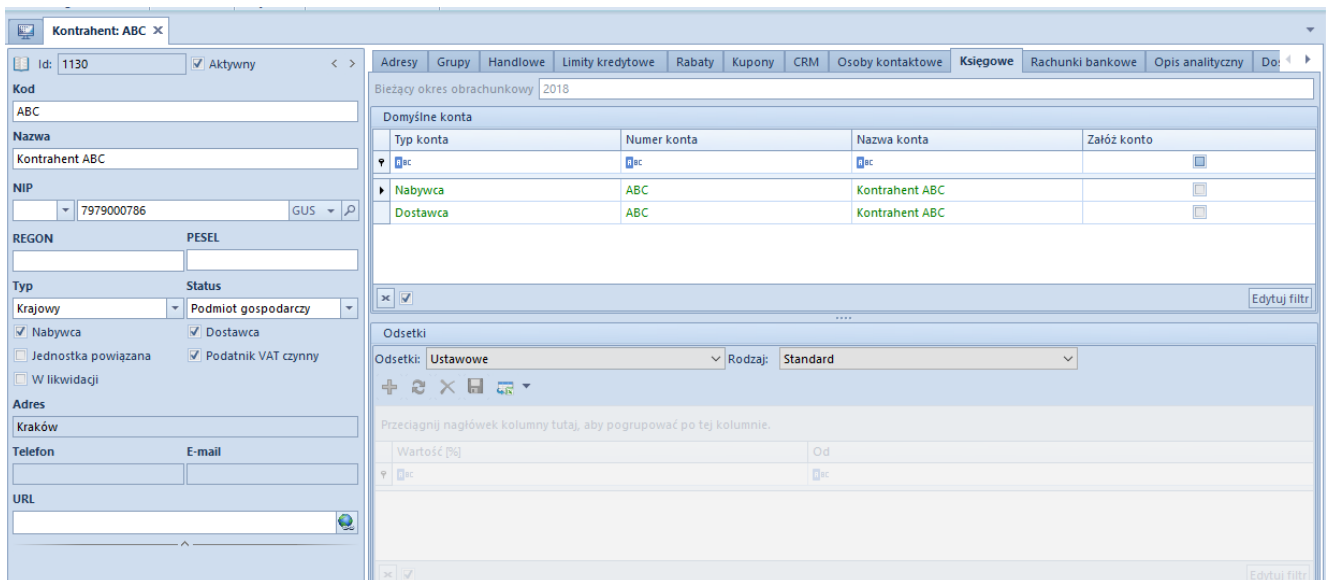 Kontrahent: ABC
Id: 1130 Aktywny
Kod
ABC
Nazwa
Kontrahent ABC
NIP
7979000786 GUS
REGON PESEL
Typ Status
Krajowy Podmiot gospodarczy
Nabywca Dostawca
Jednostka powiązana Podatnik VAT czynny
W likwidacji
Adres
Kraków
Telefon E-mail
URL
Adresy Grupy Handlowe Limity kredytowe Rabaty Kupony CRM Osoby kontaktowe Księgowe Rachunki bankowe Opis analityczny
Bieżący okres obrachunkowy 2018
Domyślne konta
Typ konta Numer konta Nazwa konta Załóż konto
Nabywca ABC Kontrahent ABC
Dostawca ABC Kontrahent ABC
Edytuj filtr
Odsetki
Odsetki: Ustawowe Rodzaj: Standard
Przeciągnij nagłówek kolumny tutaj, aby pogrupować po tej kolumnie.
Wartość [%] Od
Edytuj filtr